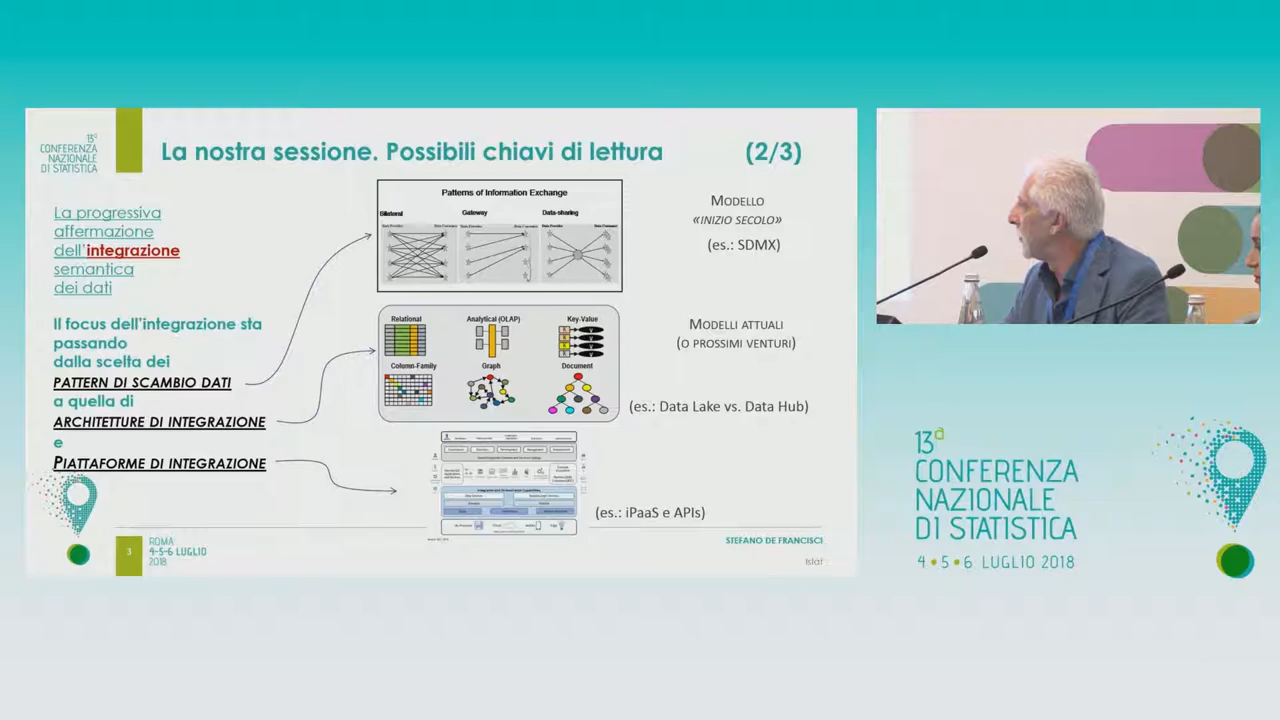 13ª
CONFERENZA
NAZIONALE
DI STATISTICA
La nostra sessione. Possibili chiavi di lettura (2/3)
La progressiva
affermazione
dell'integrazione
semantica
dei dati
Il focus dell'integrazione sta
passando
dalla scelta dei
PATTERN DI SCAMBIO DATI
a quella di
ARCHITETTURE DI INTEGRAZIONE
e
PIATTAFORME DI INTEGRAZIONE
Patterns of Information Exchange
Bilateral Gateway Data-sharing
MODELLO
«INIZIO SECOLO»
(es.: SDMX)
Relational Analytical (OLAP) Key-Value
Column-Family Graph Document
MODELLI ATTUALI
(O PROSSIMI VENTURI)
(es.: Data Lake vs. Data Hub)
(es.: iPaaS e APIs)
3
ROMA
4-5-6 LUGLIO
2018
STEFANO DE FRANCISCI
Istat
13ª
CONFERENZA
NAZIONALE
DI STATISTICA
4 • 5 • 6 LUGLIO 2018